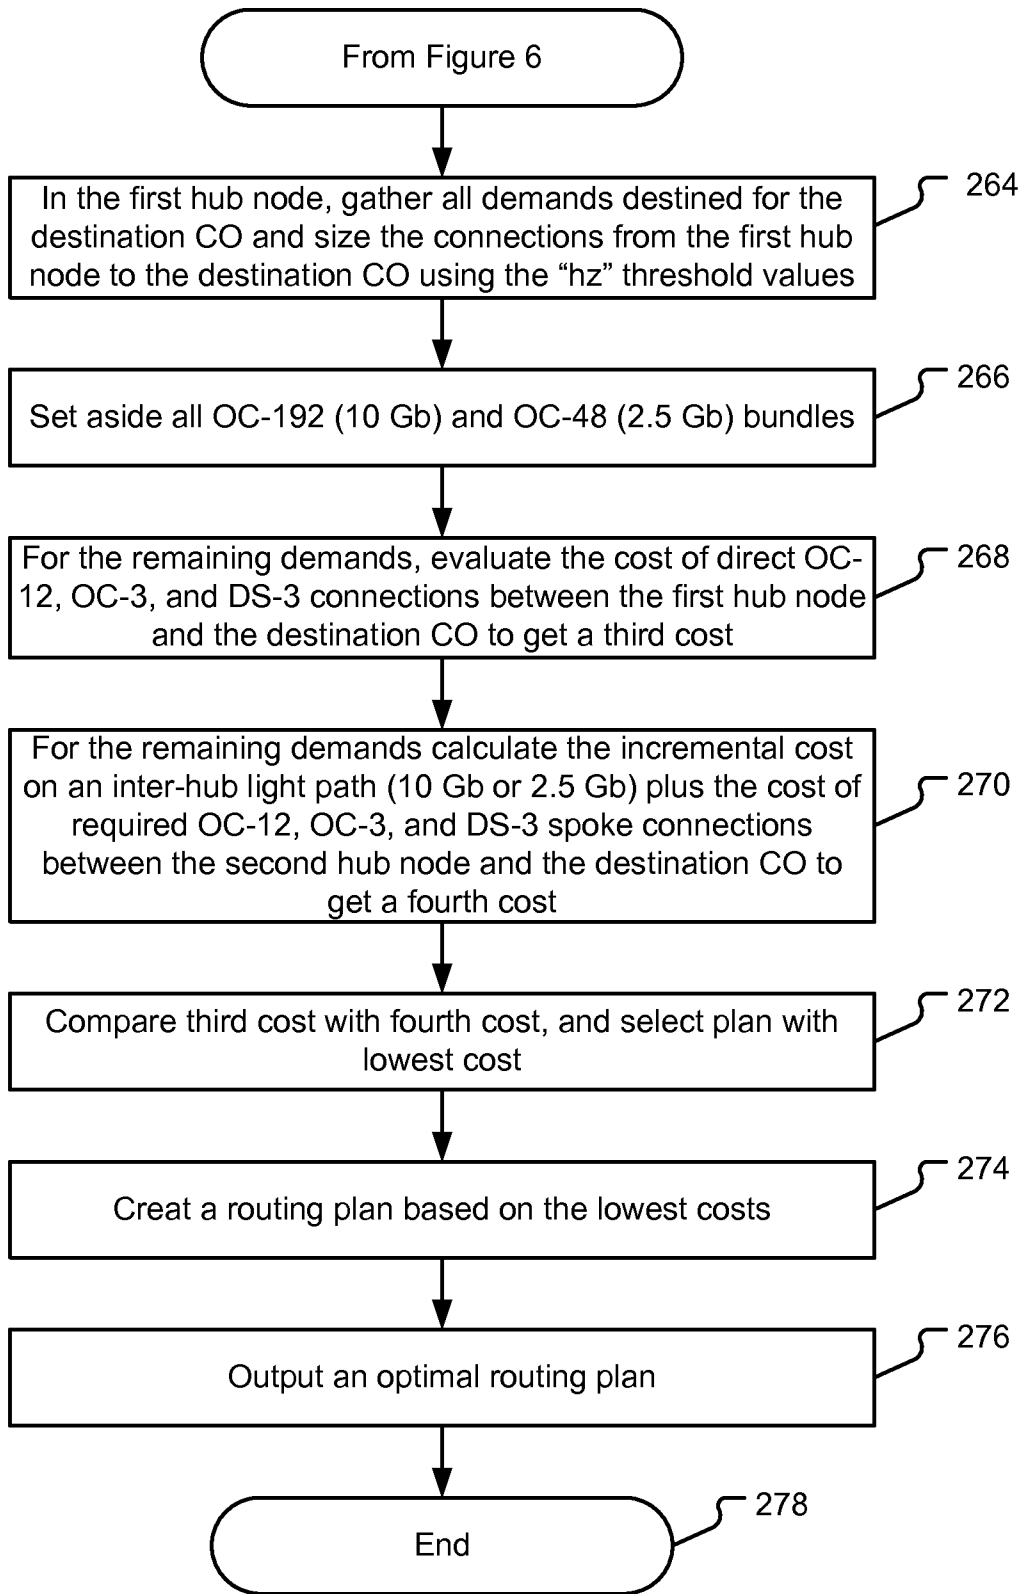 From Figure 6
264
In the first hub node, gather all demands destined for the
destination CO and size the connections from the first hub
node to the destination CO using the “hz” threshold values
266
Set aside all OC-192 (10 Gb) and OC-48 (2.5 Gb) bundles
268
For the remaining demands, evaluate the cost of direct OC-
12, OC-3, and DS-3 connections between the first hub node
and the destination CO to get a third cost
270
For the remaining demands calculate the incremental cost
on an inter-hub light path (10 Gb or 2.5 Gb) plus the cost of
required OC-12, OC-3, and DS-3 spoke connections
between the second hub node and the destination CO to
get a fourth cost
272
Compare third cost with fourth cost, and select plan with
lowest cost
274
Creat a routing plan based on the lowest costs
276
Output an optimal routing plan
278
End